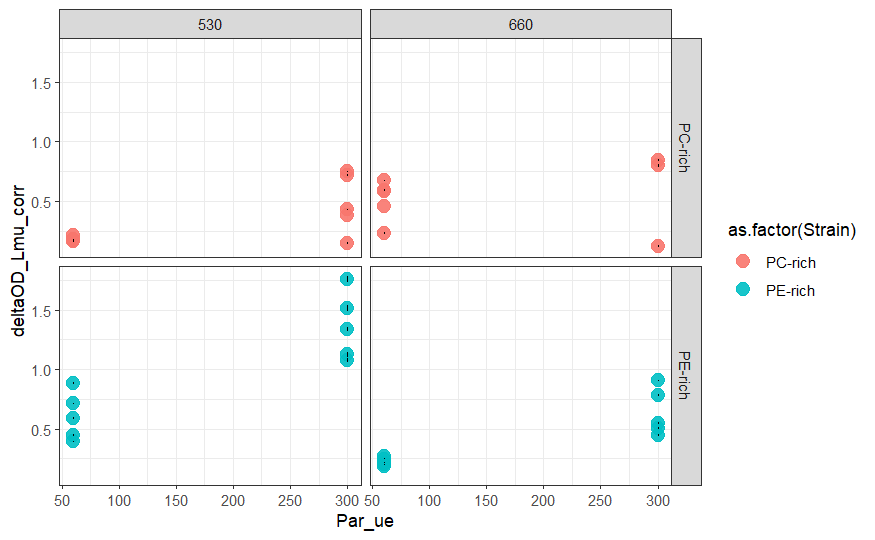 530
660
1.5
1.0
0.5
PC-rich
deltaOD_Lmu_corr
as.factor(Strain)
PC-rich
PE-rich
1.5
1.0
0.5
PE-rich
50 100 150 200 250 300
50 100 150 200 250 300
Par_ue